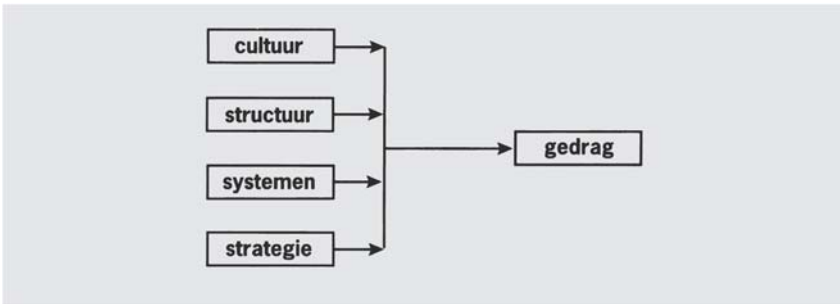 cultuur
structuur
systemen
strategie
gedrag